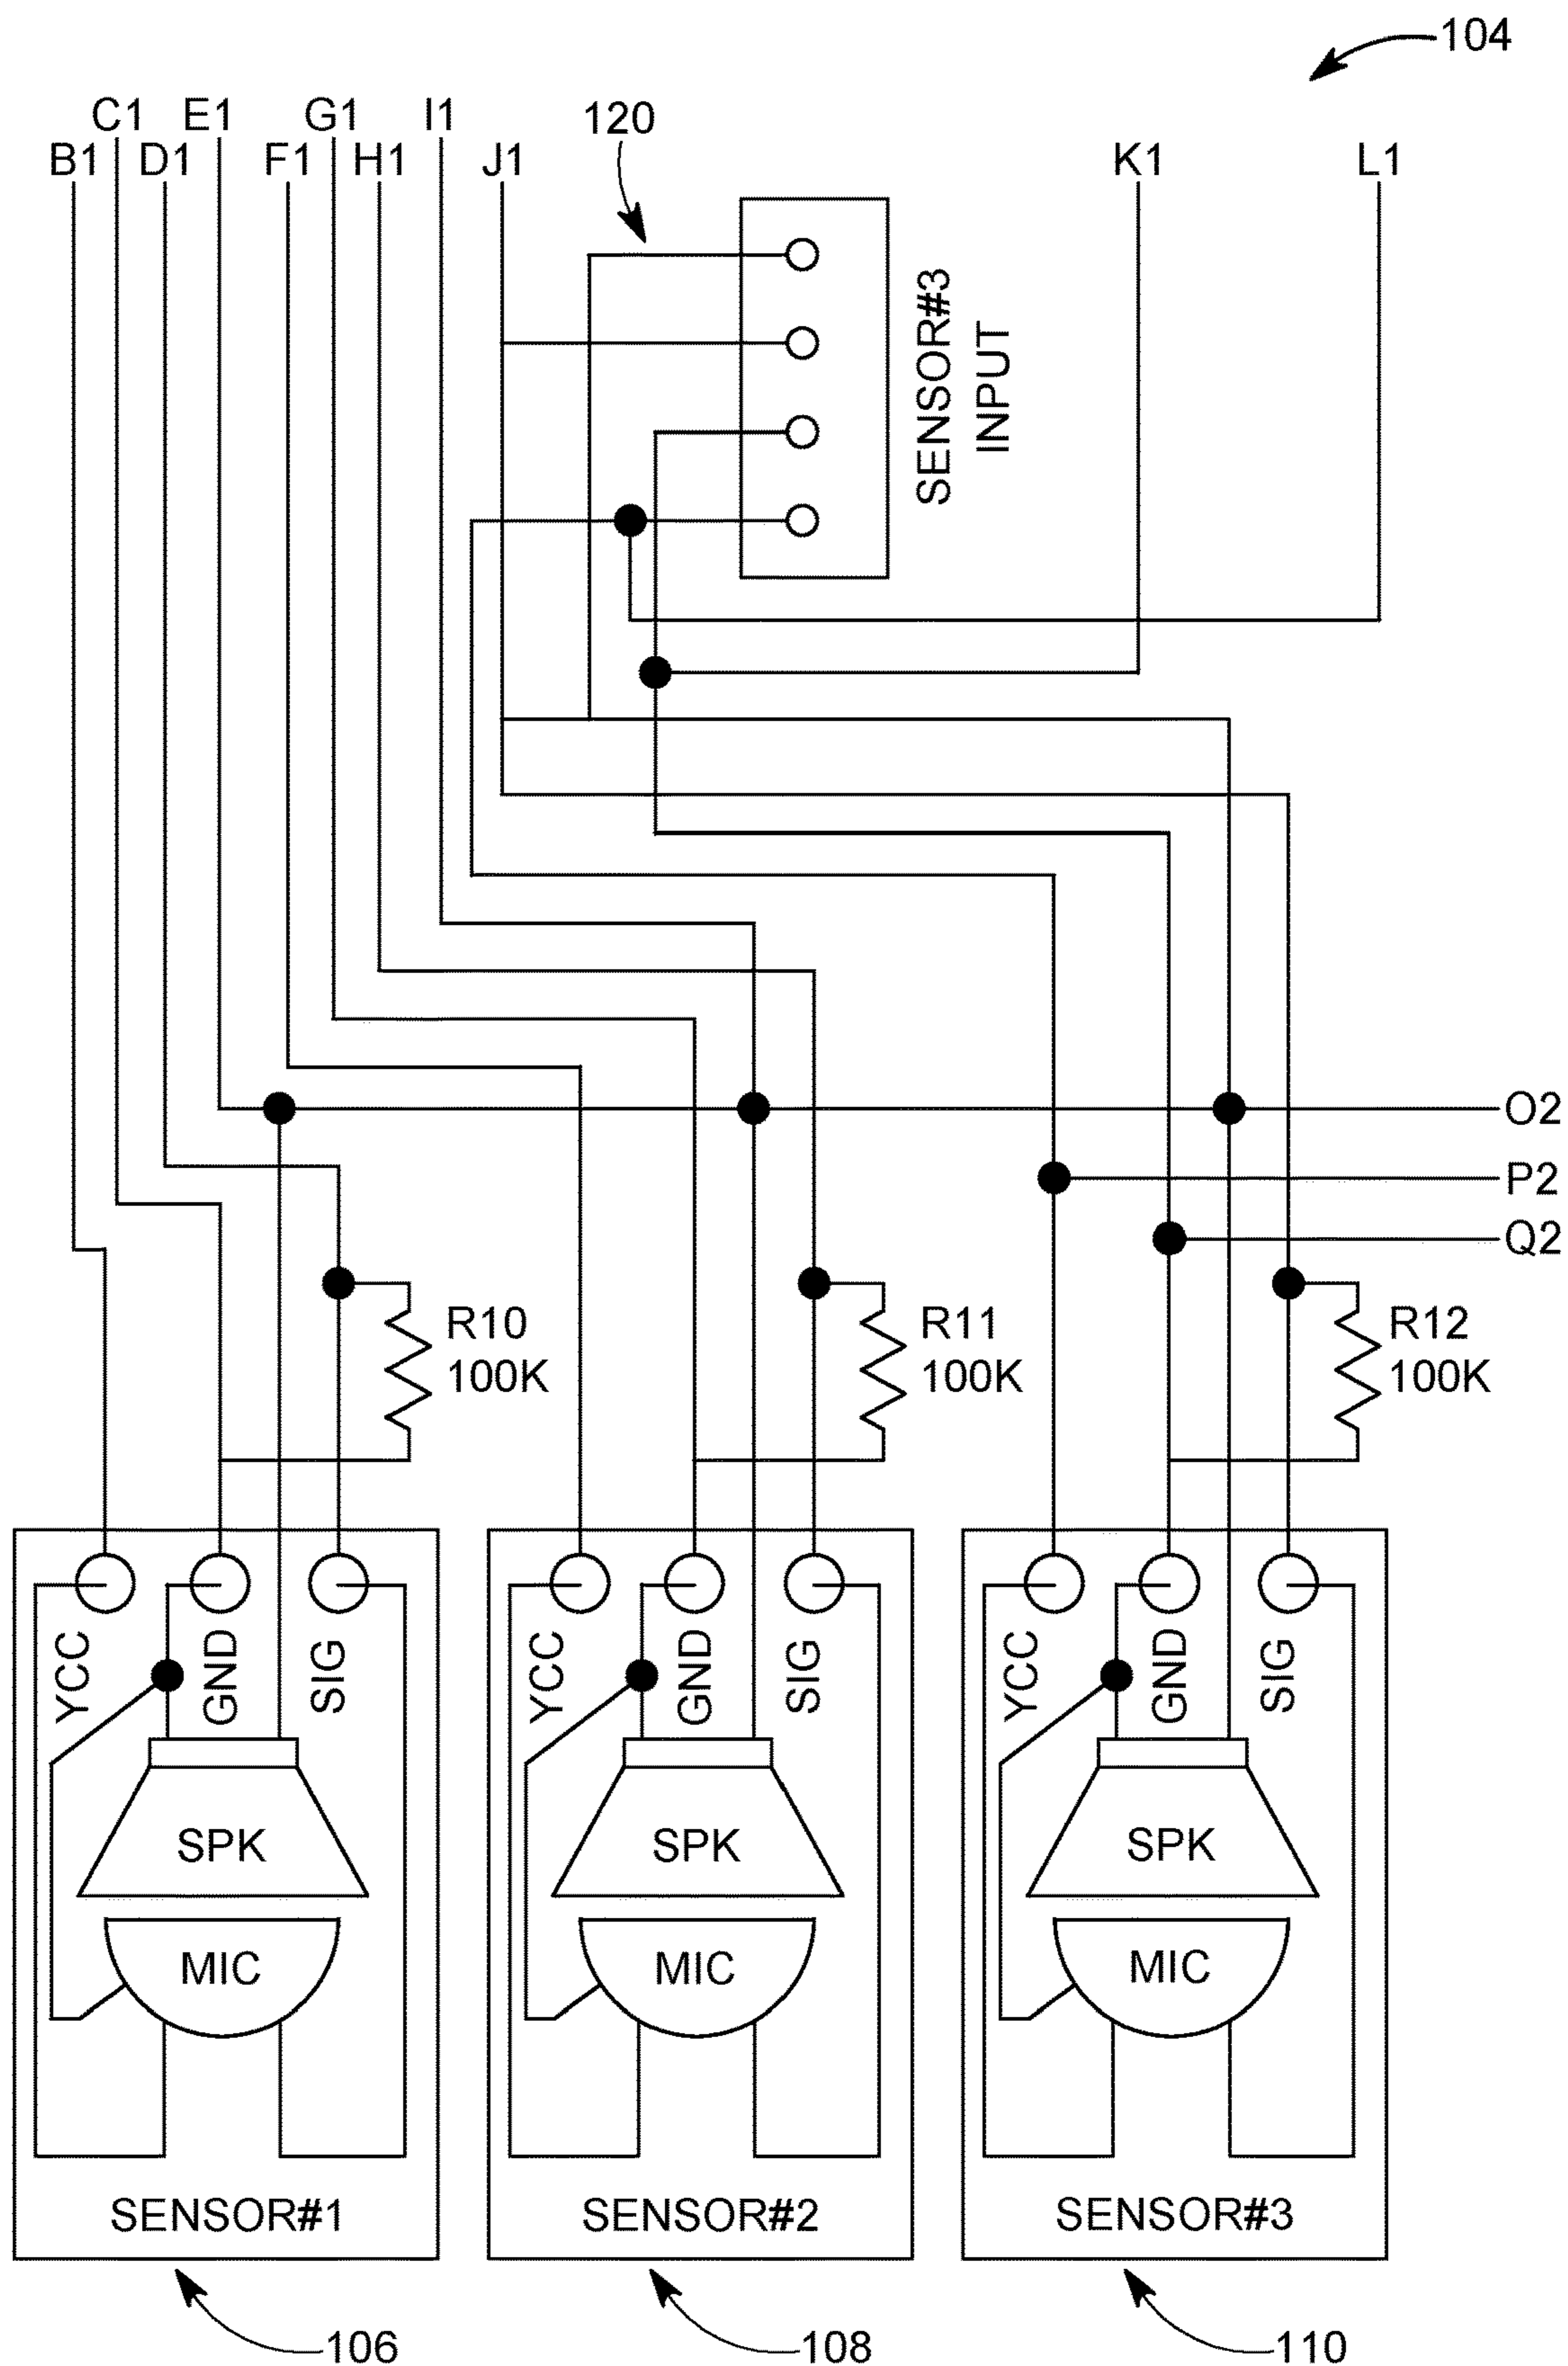 104
C1 E1 G1 I1
120
B1 D1 F1 H1 J1 K1 L1
SENSOR#3
INPUT
O2
P2
Q2
R10
100K
R11
100K
R12
100K
YCC GND SIG
YCC GND SIG
YCC GND SIG
SPK SPK SPK
MIC MIC MIC
SENSOR#1 SENSOR#2 SENSOR#3
106 108 110